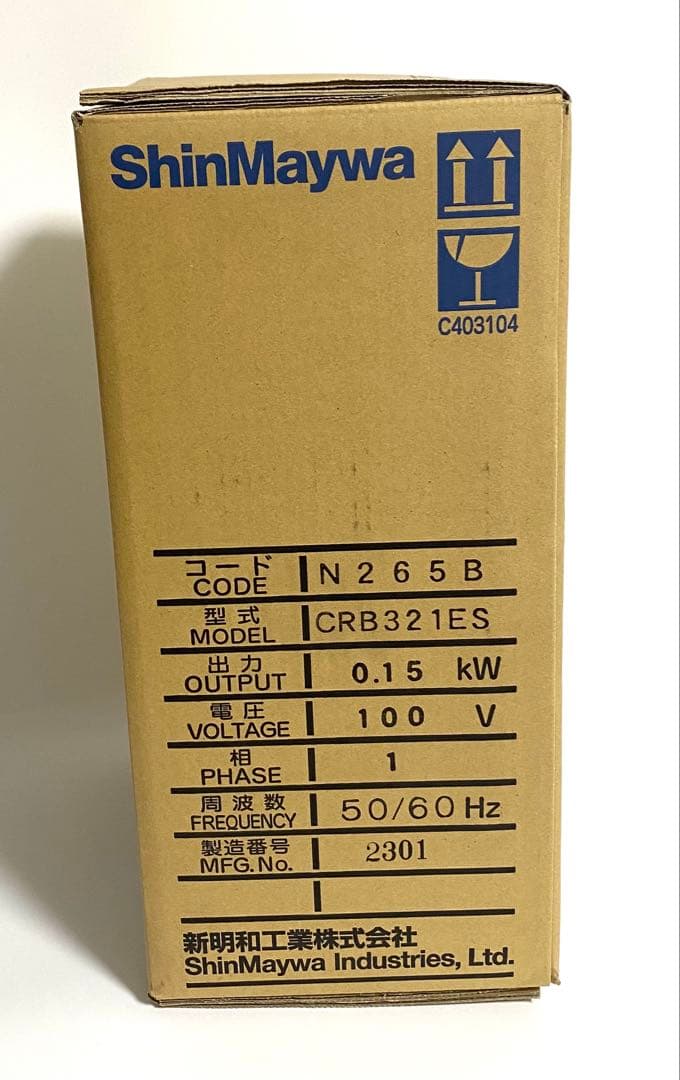 ShinMaywa
C403104
コード
CODE
N265B
型式
MODEL
CRB321ES
出力
OUTPUT
0.15 kW
電圧
VOLTAGE
100 V
相
PHASE
1
周波数
FREQUENCY
50/60 Hz
製造番号
MFG.No.
2301
新明和工業株式会社
ShinMaywa Industries, Ltd.